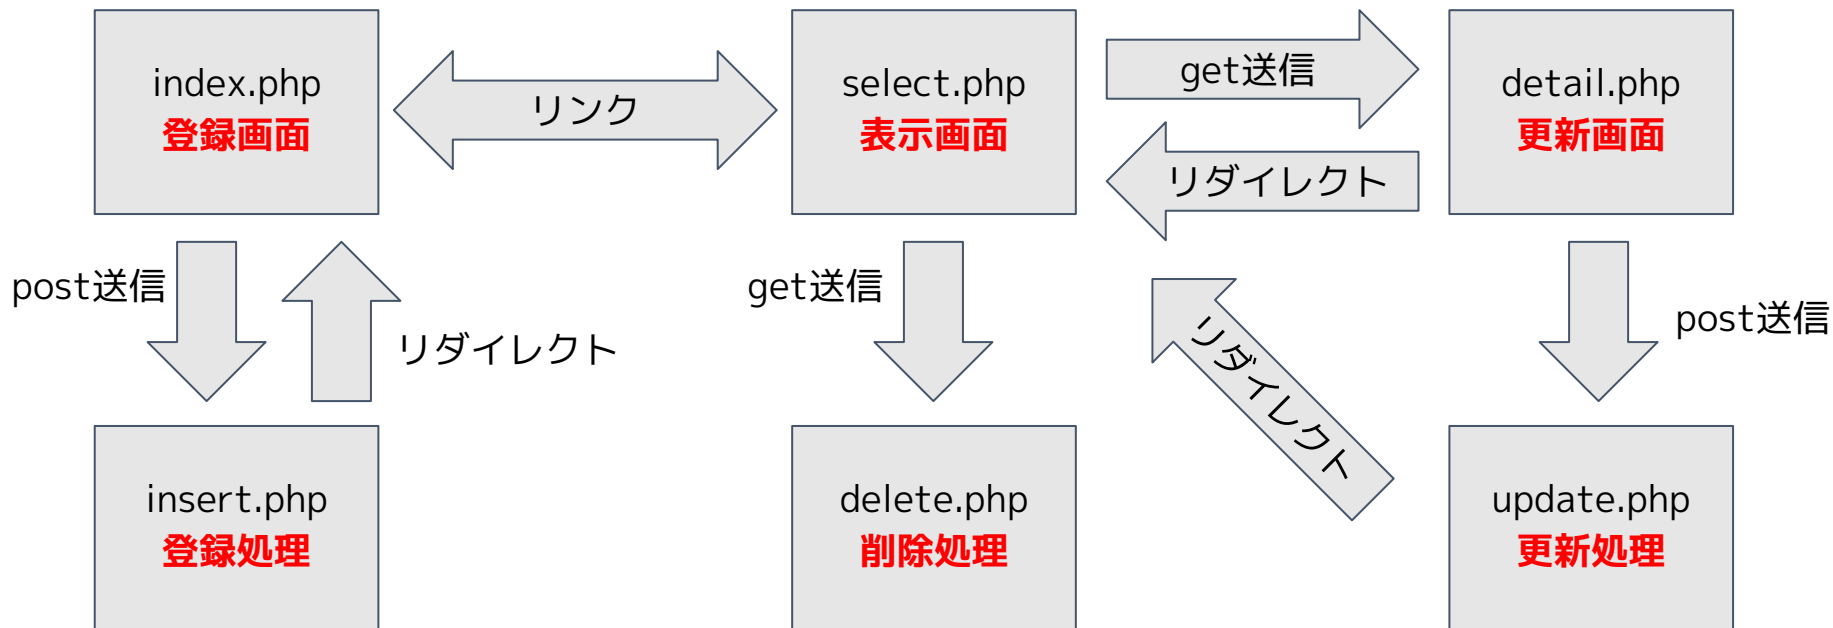 index.php
登録画面
リンク
select.php
表示画面
get送信
リダイレクト
detail.php
更新画面
post送信
リダイレクト
get送信
リダイレクト
post送信
insert.php
登録処理
delete.php
削除処理
update.php
更新処理